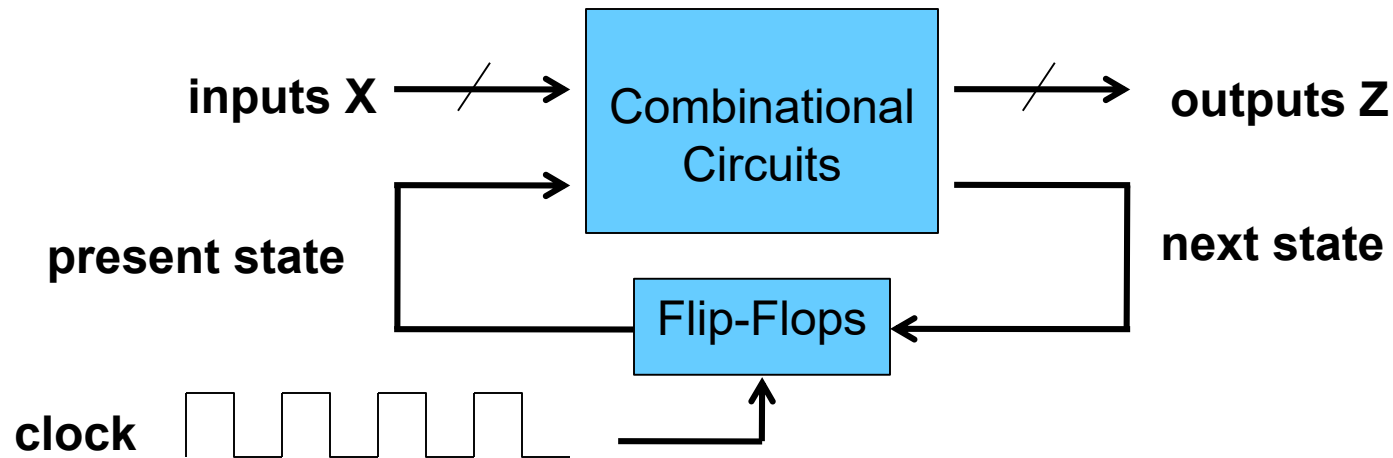 inputs X
Combinational
Circuits
outputs Z
present state
next state
Flip-Flops
clock